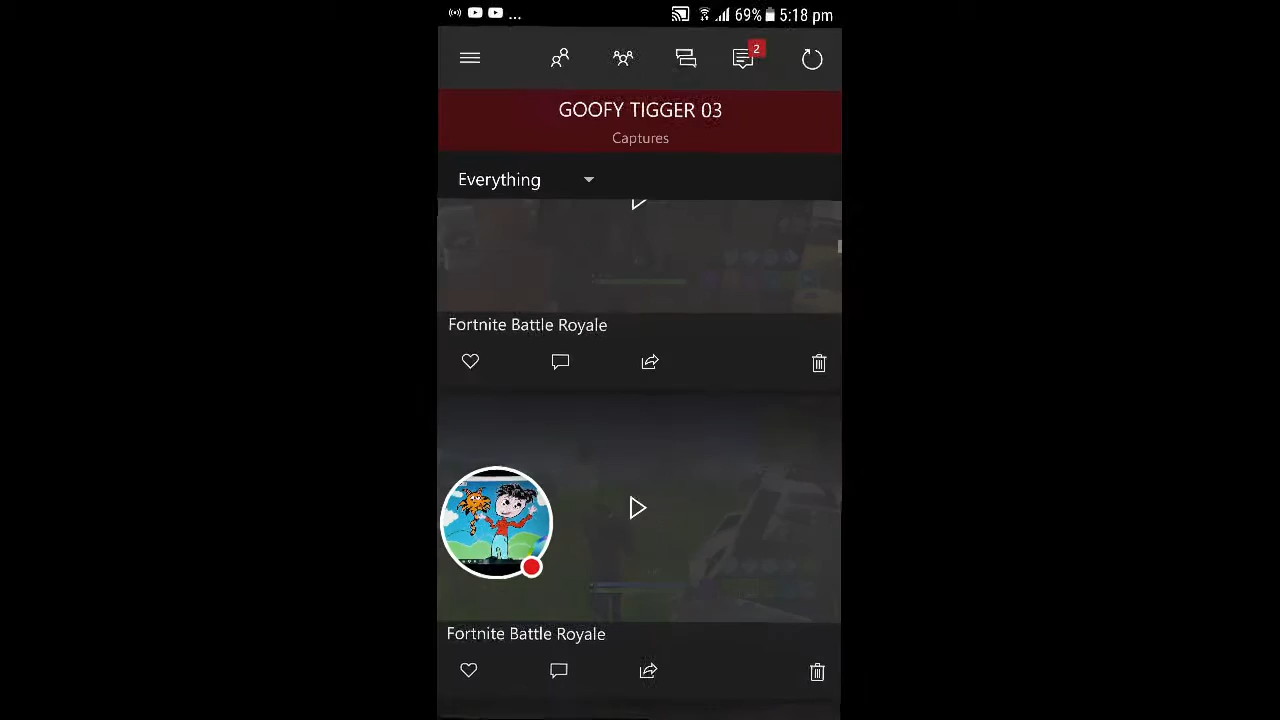 ... 69% 5:18 pm
2
GOOFY TIGGER 03
Captures
Everything
Fortnite Battle Royale
Fortnite Battle Royale